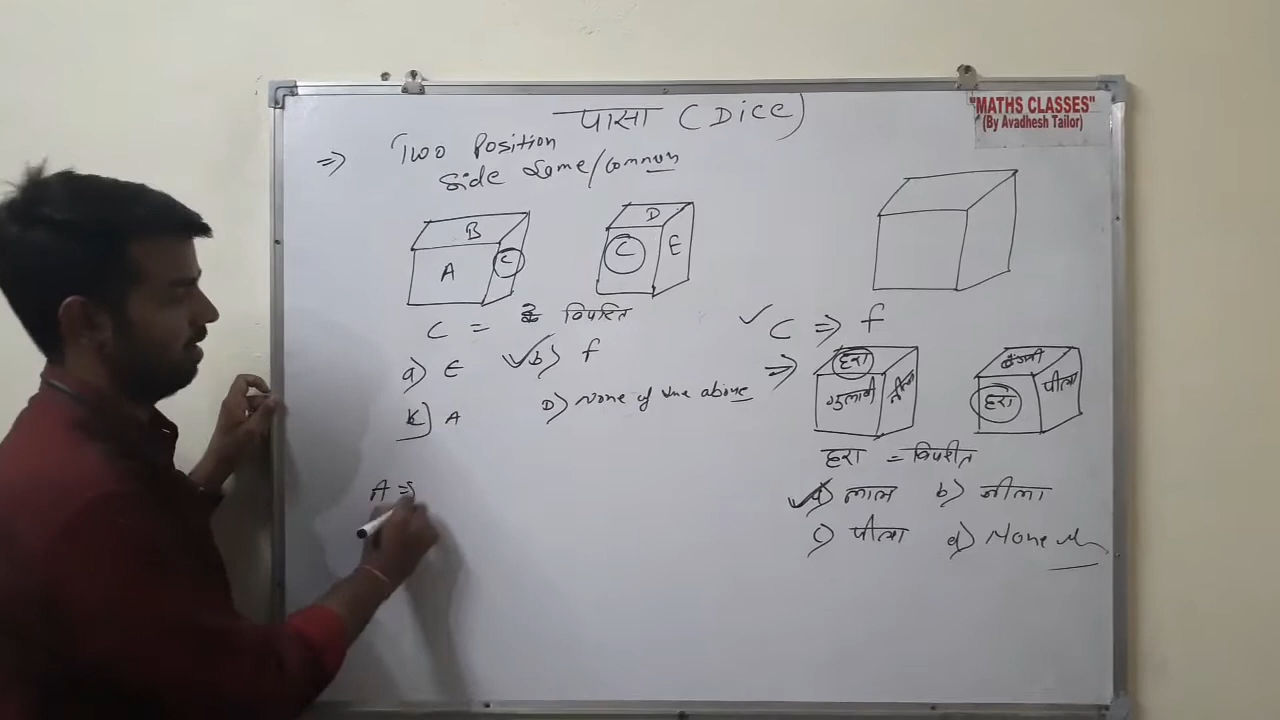 पासा (Dice)
"MATHS CLASSES"
(By Avadhesh Tailor)
=> Two Position
Side Same/common
B
A
C
D
C
E
C = विपरित
a) E b) f
A
D) None of the above
A =>
C => f
=>
हरा
गुलाबी
नीला
बैंगनी
हरा
पीला
हरा = विपरीत
a) लाल b) नीला
c) पीला d) None